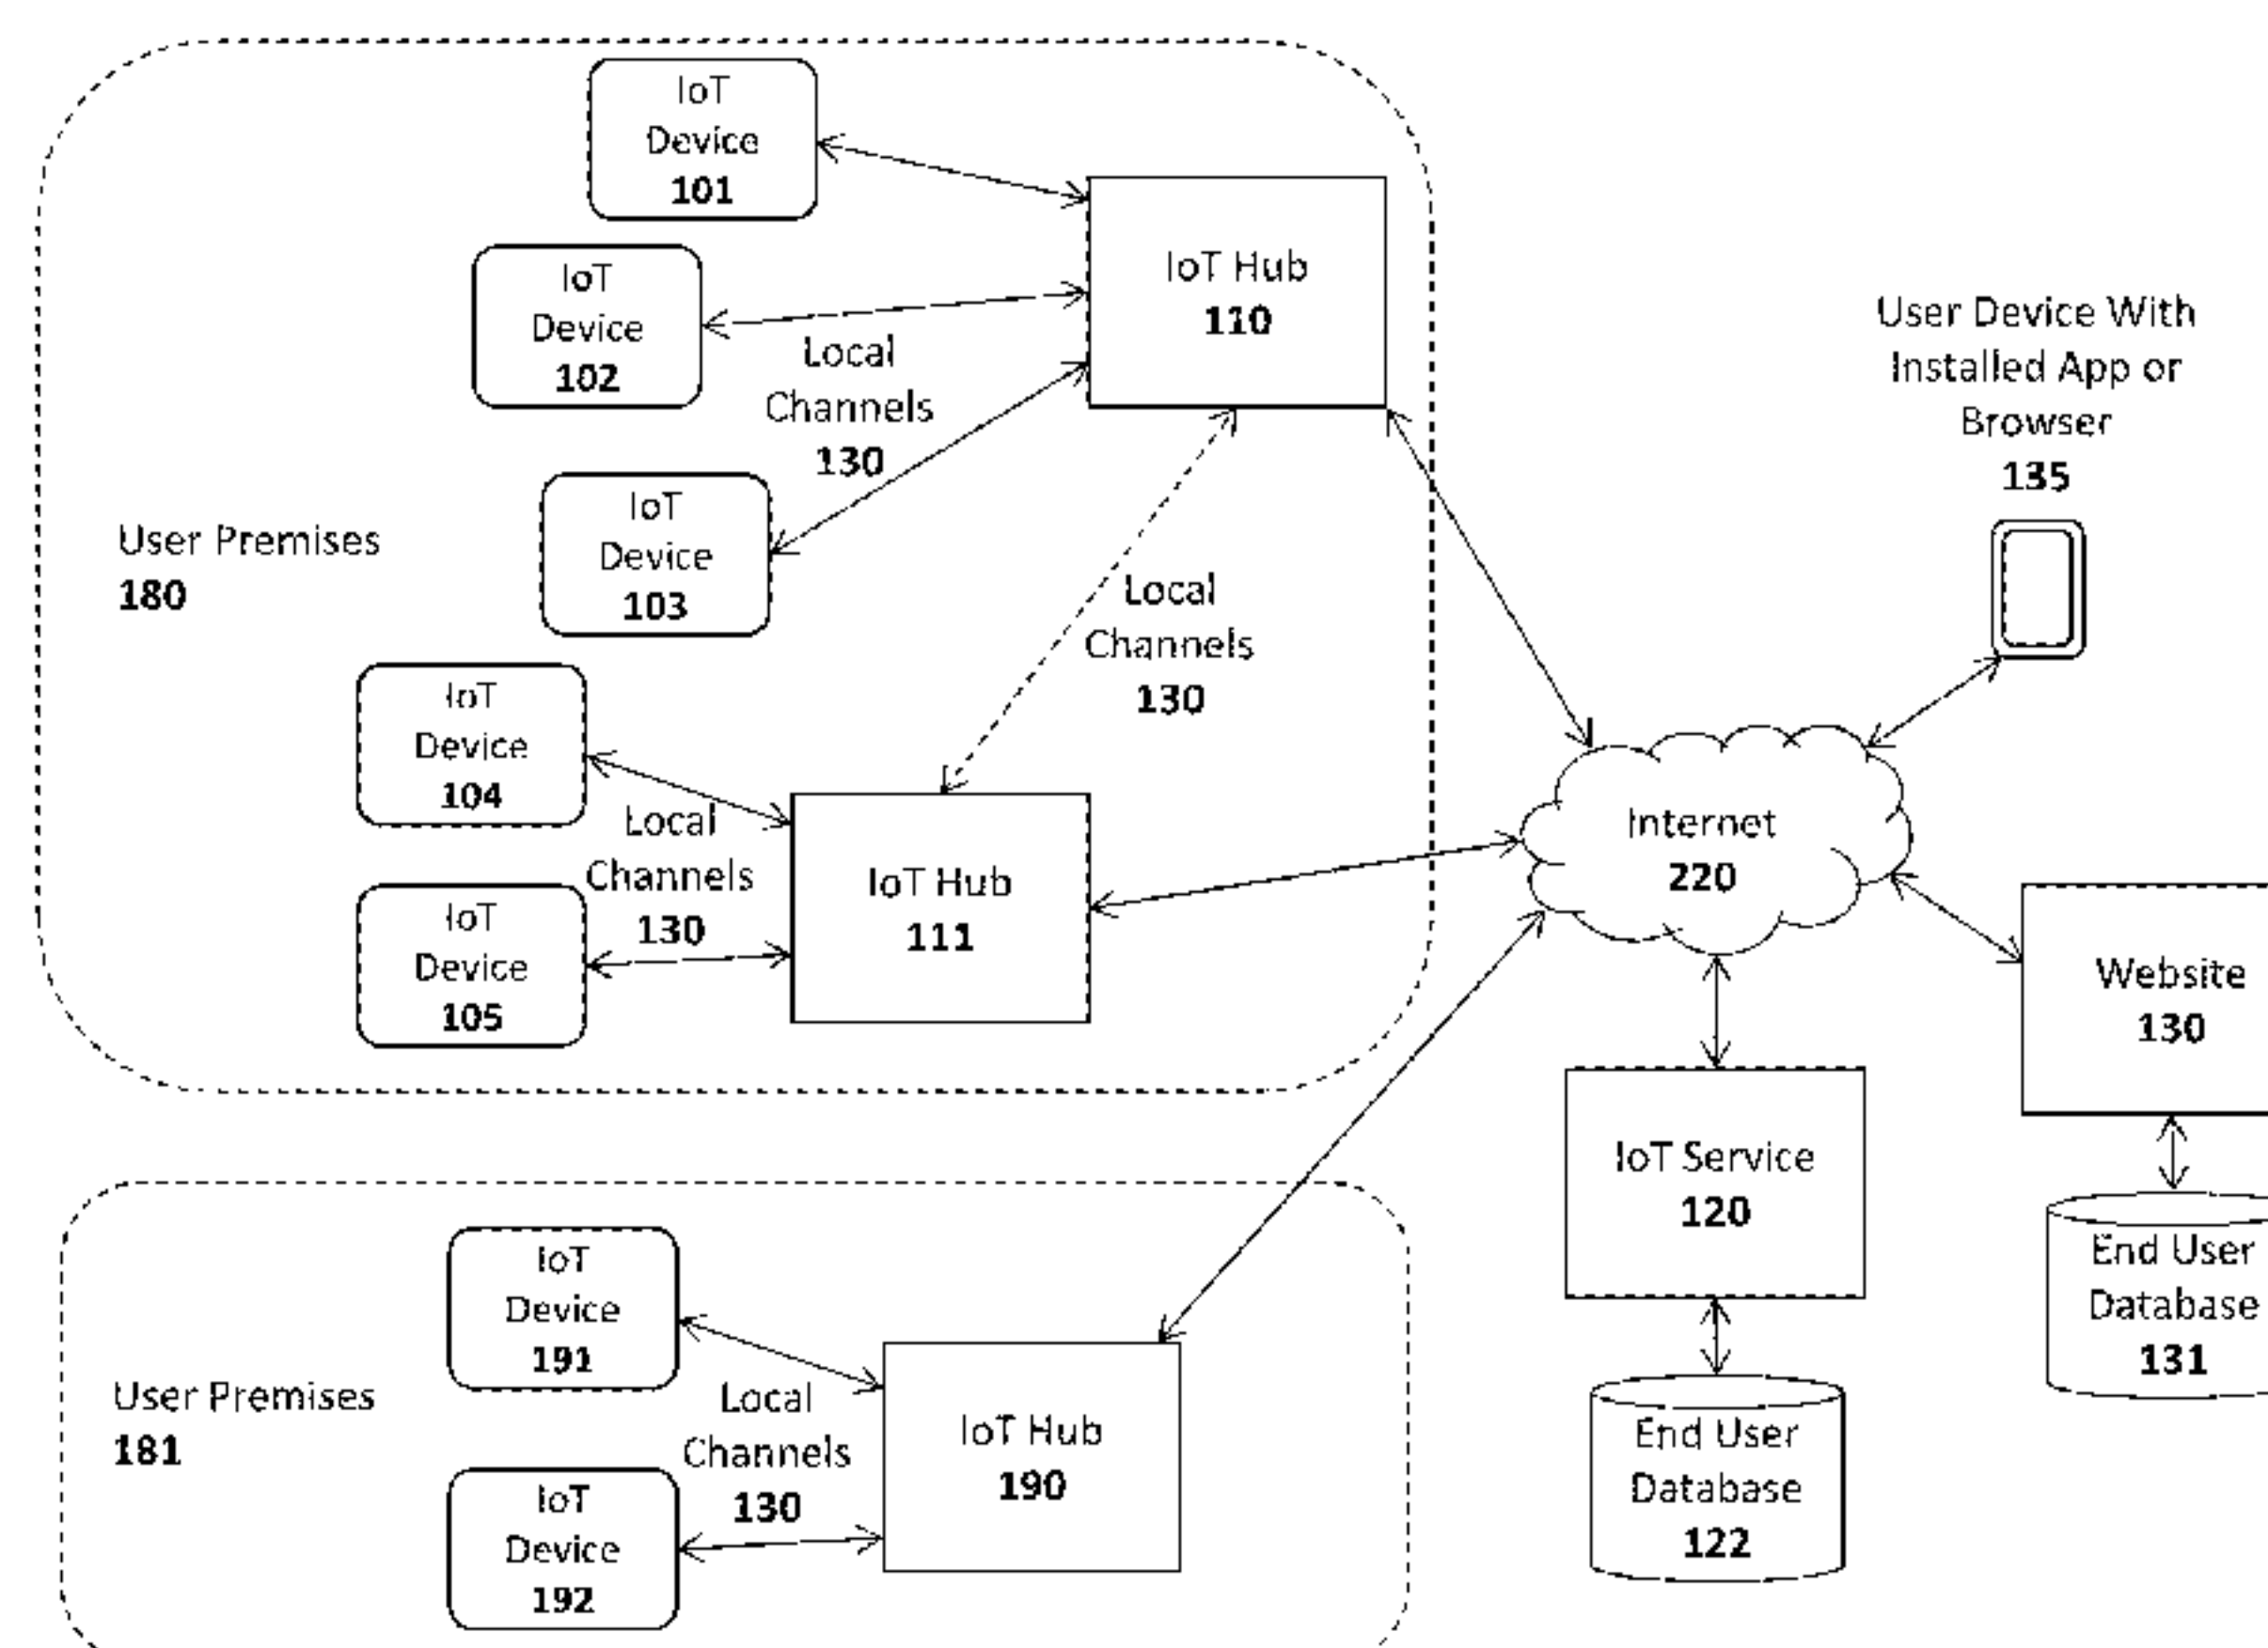 IoT
Device
101
IoT
Device
102
Local
Channels
130
IoT Hub
110
IoT
Device
103
User Premises
180
Local
Channels
130
IoT
Device
104
Local
Channels
130
IoT
Device
105
IoT Hub
111
User Device With
Installed App or
Browser
135
Internet
220
Website
130
End User
Database
131
IoT Service
120
End User
Database
122
IoT
Device
191
User Premises
181
Local
Channels
130
IoT Hub
190
IoT
Device
192